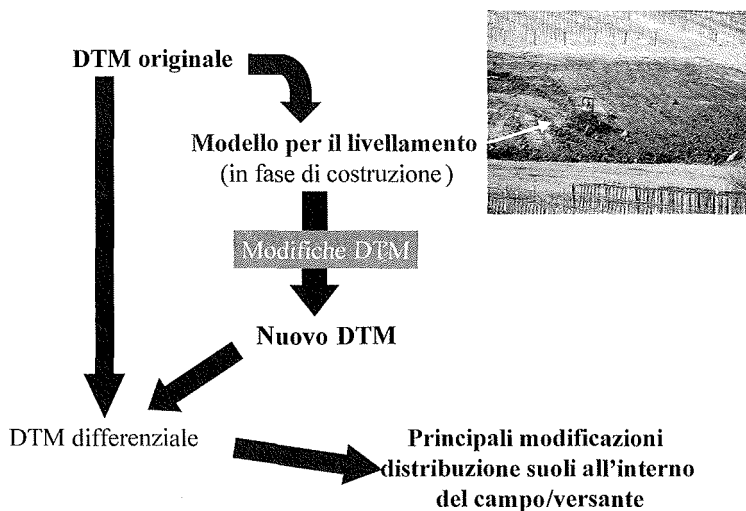 DTM originale
Modello per il livellamento
(in fase di costruzione)
Modifiche DTM
Nuovo DTM
DTM differenziale
Principali modificazioni
distribuzione suoli all'interno
del campo/versante